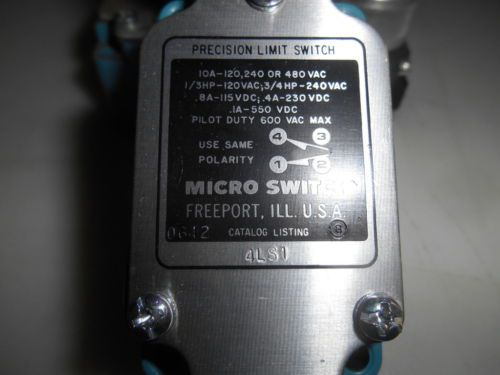 PRECISION LIMIT SWITCH
10A-120,240 OR 480 VAC
1/3HP-120VAC;3/4HP-240VAC
.8A-115VDC;.4A-230VDC
.1A-550 VDC
PILOT DUTY 600 VAC MAX
4 3
USE SAME
POLARITY 1 2
MICRO SWITCH
FREEPORT, ILL. U.S.A.
0642 CATALOG LISTING
4LS1